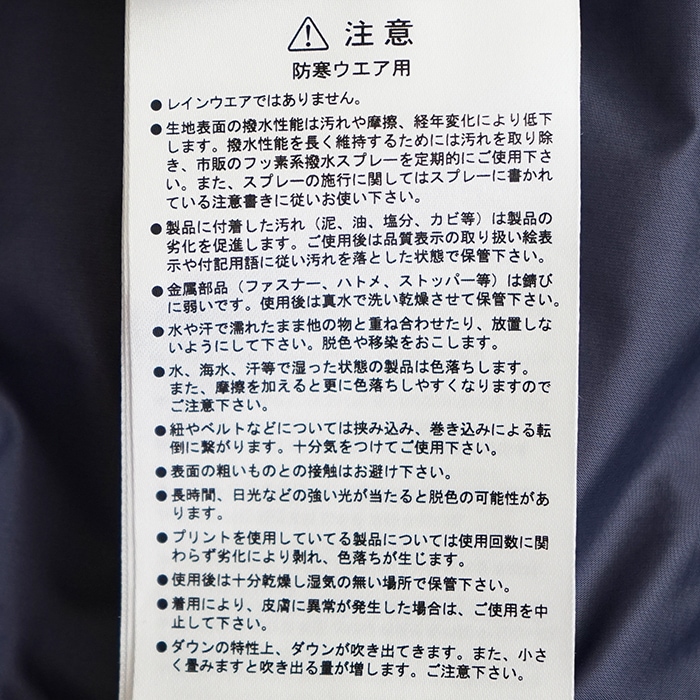 注意
防寒ウエア用
●レインウエアではありません。
●生地表面の撥水性能は汚れや摩擦、経年変化により低下
します。撥水性能を長く維持するためには汚れを取り除
き、市販のフッ素系撥水スプレーを定期的にご使用下さ
い。また、スプレーの施行に関してはスプレーに書かれ
ている注意書きに従いお使い下さい。
●製品に付着した汚れ（泥、油、塩分、カビ等）は製品の
劣化を促進します。ご使用後は品質表示の取り扱い絵表
示や付記用語に従い汚れを落とした状態で保管下さい。
●金属部品（ファスナー、ハトメ、ストッパー等）は錆び
に弱いです。使用後は真水で洗い乾燥させて保管下さい。
●水や汗で濡れたまま他の物と重ね合わせたり、放置しな
いようにして下さい。脱色や移染をおこします。
●水、海水、汗等で湿った状態の製品は色落ちします。
また、摩擦を加えると更に色落ちしやすくなりますので
ご注意下さい。
●紐やベルトなどについては挟み込み、巻き込みによる転
倒に繋がります。十分気をつけてご使用下さい。
●表面の粗いものとの接触はお避け下さい。
●長時間、日光などの強い光が当たると脱色の可能性があ
ります。
●プリントを使用していてる製品については使用回数に関
わらず劣化により剥れ、色落ちが生じます。
●使用後は十分乾燥し湿気の無い場所で保管下さい。
●着用により、皮膚に異常が発生した場合は、ご使用を中
止して下さい。
●ダウンの特性上、ダウンが吹き出てきます。また、小さ
く畳みますと吹き出る量が増します。ご注意下さい。